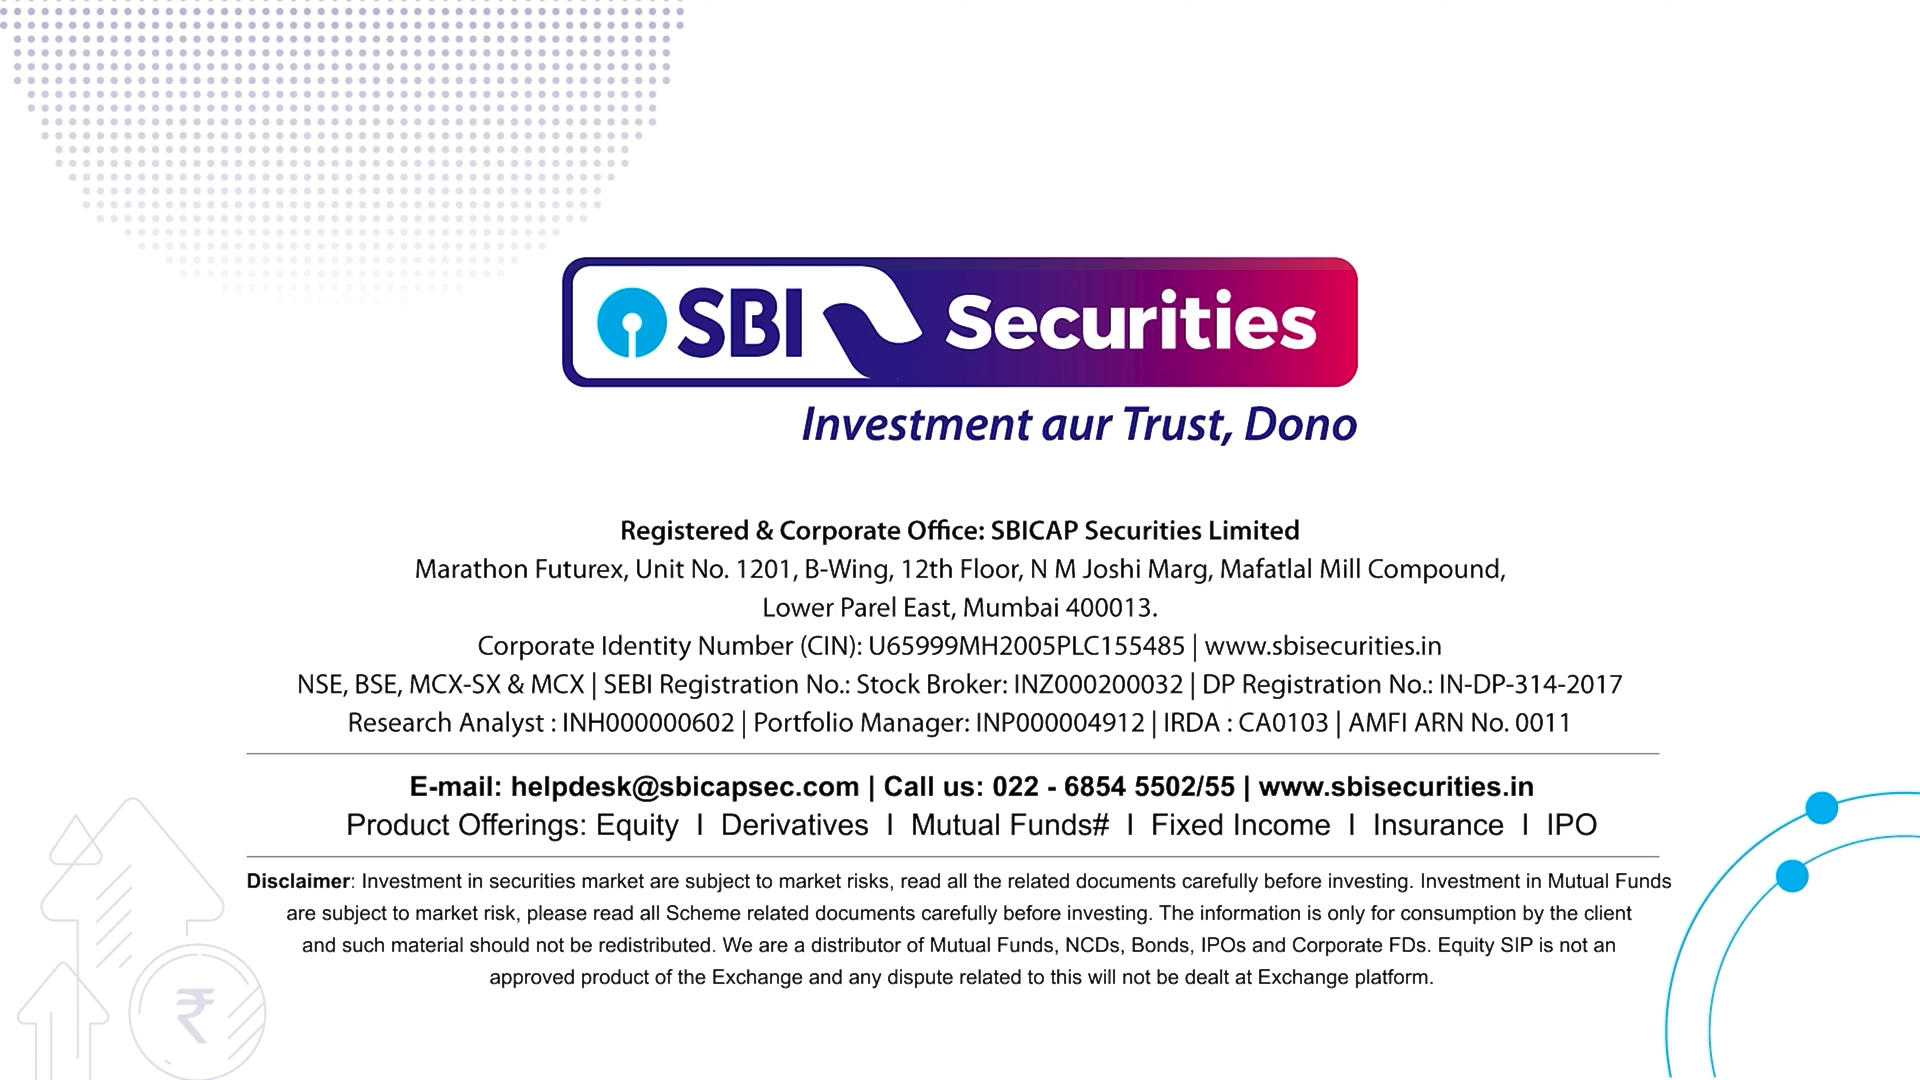 SBI Securities
Investment aur Trust, Dono
Registered & Corporate Office: SBICAP Securities Limited
Marathon Futurex, Unit No. 1201, B-Wing, 12th Floor, N M Joshi Marg, Mafatlal Mill Compound,
Lower Parel East, Mumbai 400013.
Corporate Identity Number (CIN): U65999MH2005PLC155485 | www.sbisecurities.in
NSE, BSE, MCX-SX & MCX | SEBI Registration No.: Stock Broker: INZ000200032 | DP Registration No.: IN-DP-314-2017
Research Analyst : INH000000602 | Portfolio Manager: INP000004912 | IRDA : CA0103 | AMFI ARN No. 0011
E-mail: helpdesk@sbicapsec.com | Call us: 022 - 6854 5502/55 | www.sbisecurities.in
Product Offerings: Equity I Derivatives I Mutual Funds# I Fixed Income I Insurance I IPO
Disclaimer: Investment in securities market are subject to market risks, read all the related documents carefully before investing. Investment in Mutual Funds
are subject to market risk, please read all Scheme related documents carefully before investing. The information is only for consumption by the client
and such material should not be redistributed. We are a distributor of Mutual Funds, NCDs, Bonds, IPOs and Corporate FDs. Equity SIP is not an
approved product of the Exchange and any dispute related to this will not be dealt at Exchange platform.
₹